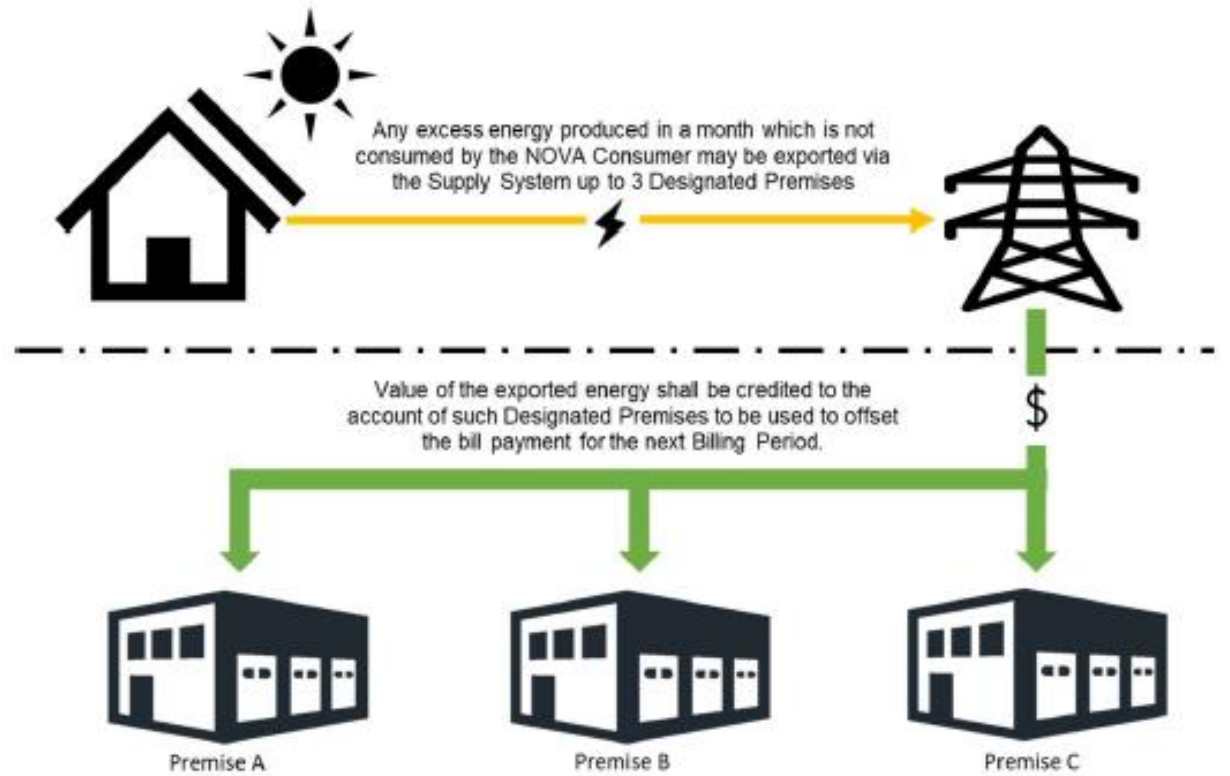 Any excess energy produced in a month which is not
consumed by the NOVA Consumer may be exported via
the Supply System up to 3 Designated Premises
Value of the exported energy shall be credited to the
account of such Designated Premises to be used to offset
the bill payment for the next Billing Period.
$
Premise A
Premise B
Premise C